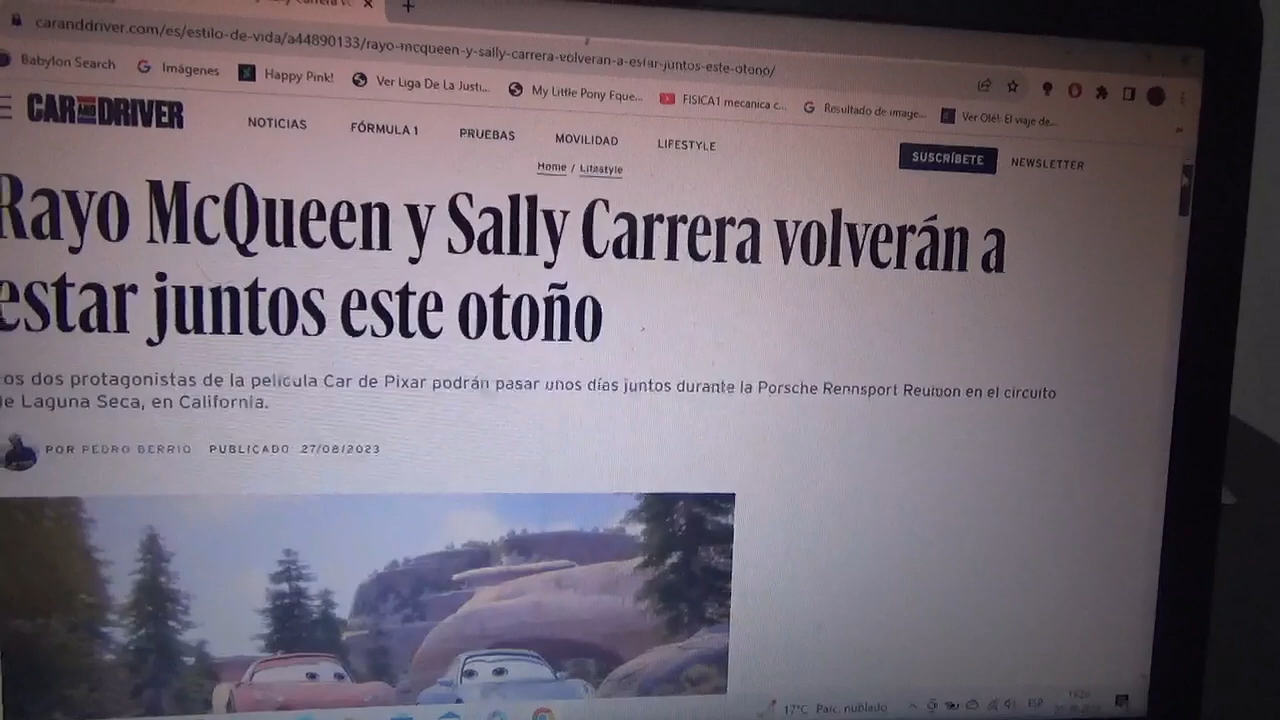 caranddriver.com/es/estilo-de-vida/a44890133/rayo-mcqueen-y-sally-carrera-volveran-a-estar-juntos-este-otono/
Babylon Search
Imágenes
Happy Pink!
Ver Liga De La Justi...
My Little Pony Eque...
FISICA1 mecanica c...
Resultado de image...
Ver Olé!: El viaje de...
CAR AND DRIVER
NOTICIAS
FÓRMULA 1
PRUEBAS
MOVILIDAD
LIFESTYLE
SUSCRÍBETE
NEWSLETTER
Home / Lifestyle
Rayo McQueen y Sally Carrera volverán a
estar juntos este otoño
os dos protagonistas de la película Car de Pixar podrán pasar unos días juntos durante la Porsche Rennsport Reunion en el circuito
de Laguna Seca, en California.
POR PEDRO BERRIO PUBLICADO 27/08/2023
17°C Parc. nublado
ESP